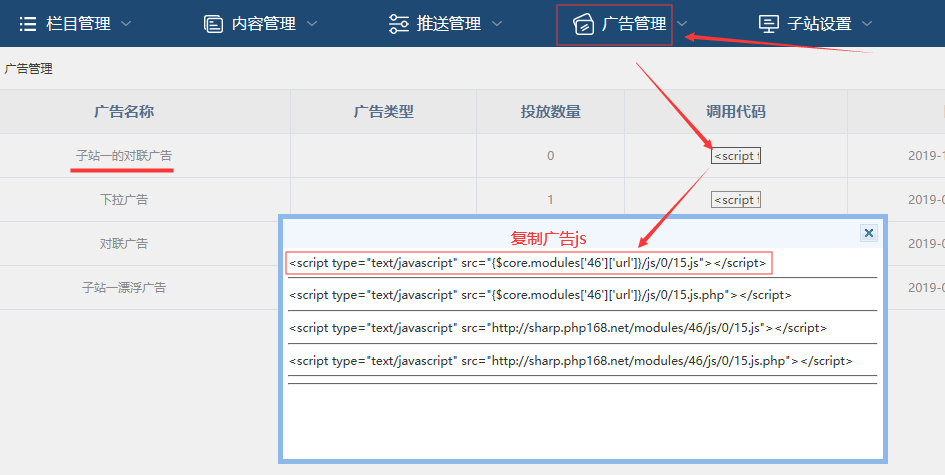 栏目管理 内容管理 推送管理 广告管理 子站设置
广告管理
广告名称 广告类型 投放数量 调用代码
子站一的对联广告 0 <script 2019-1
下拉广告 1 <script 2019-0
对联广告 2019-0
子站一漂浮广告 2019-0
复制广告js
<script type="text/javascript" src="{$core.modules['46']['url']}/js/0/15.js"></script>
<script type="text/javascript" src="{$core.modules['46']['url']}/js/0/15.js.php"></script>
<script type="text/javascript" src="http://sharp.php168.net/modules/46/js/0/15.js"></script>
<script type="text/javascript" src="http://sharp.php168.net/modules/46/js/0/15.js.php"></script>